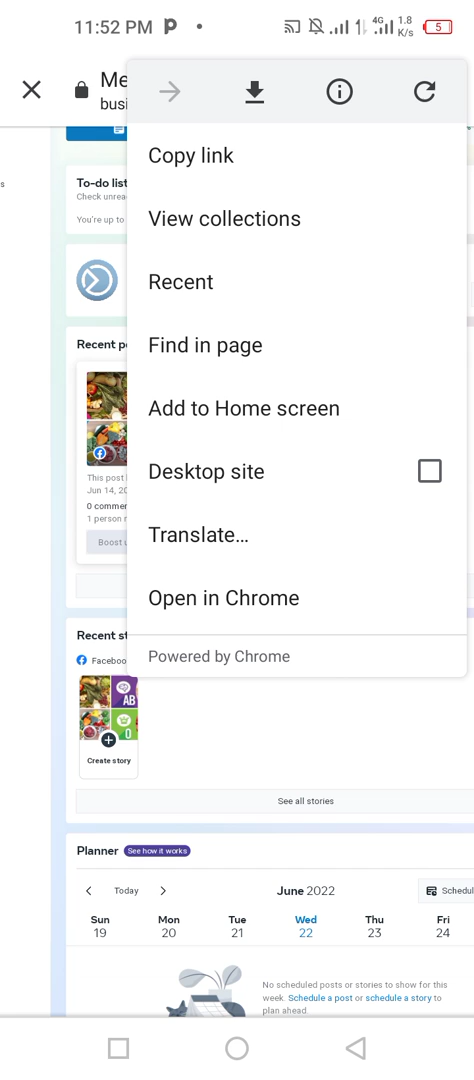 11:52 PM
4G 1.8 K/s 5
Me
busi
s
Copy link
View collections
Recent
Find in page
Add to Home screen
Desktop site
Translate...
Open in Chrome
Powered by Chrome
To-do list
Check unrea
You're up to
Recent p
This post
Jun 14, 20
0 commer
1 person r
Boost u
Recent st
Faceboo
AB
0
Create story
See all stories
Planner See how it works
Today June 2022 Schedul
Sun Mon Tue Wed Thu Fri
19 20 21 22 23 24
No scheduled posts or stories to show for this
week. Schedule a post or schedule a story to
plan ahead